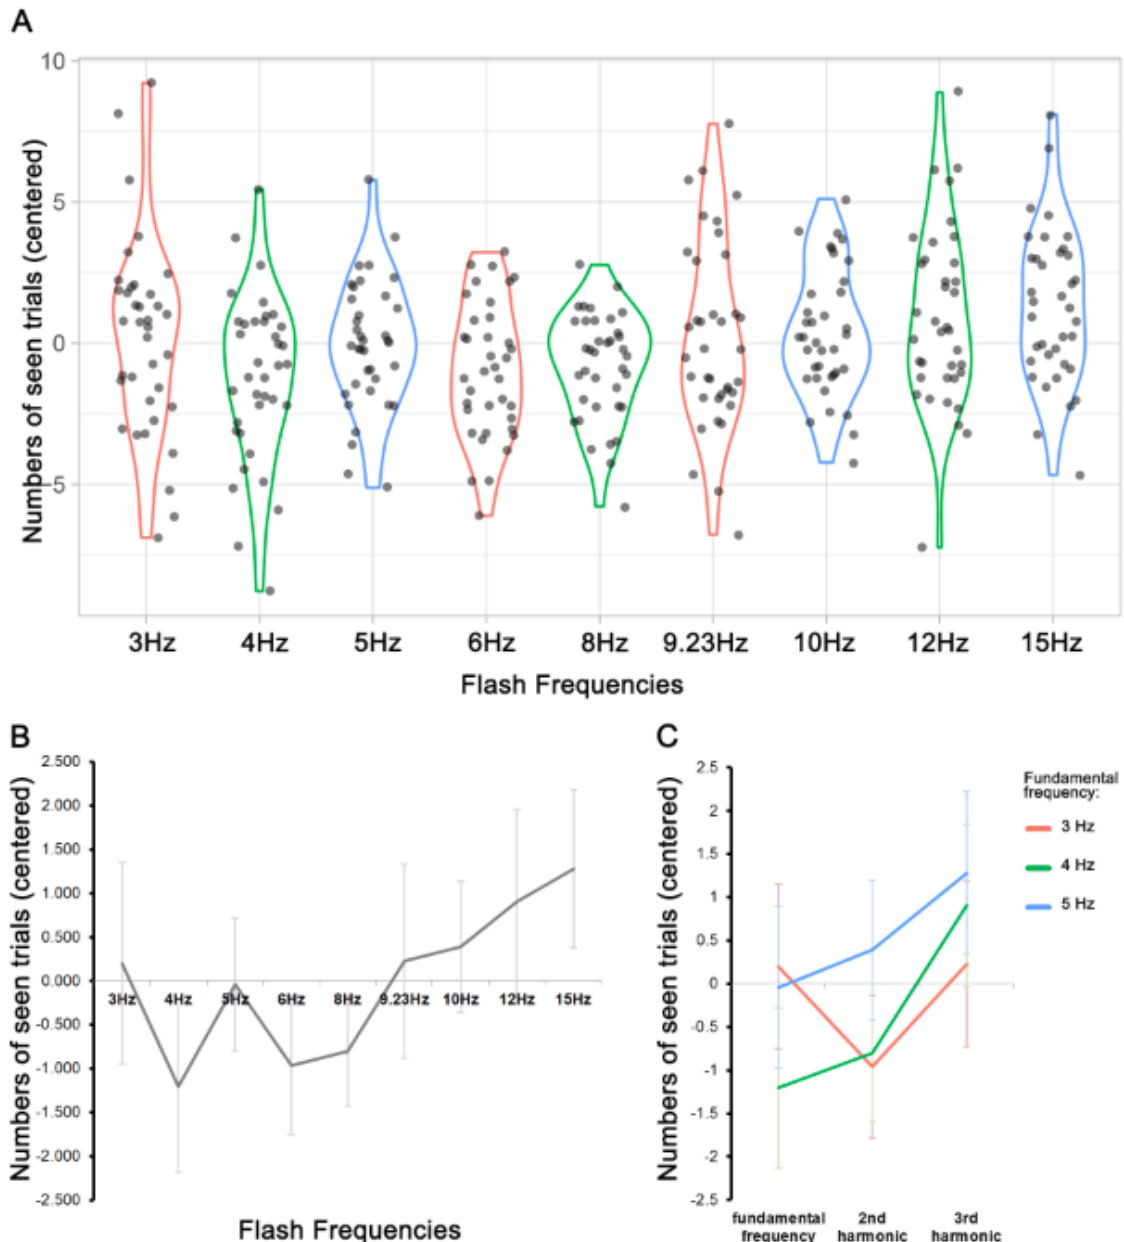 A
Numbers of seen trials (centered)
10
5
0
-5
3Hz 4Hz 5Hz 6Hz 8Hz 9.23Hz 10Hz 12Hz 15Hz
Flash Frequencies
B
Numbers of seen trials (centered)
2.500
2.000
1.500
1.000
0.500
0.000
-0.500
-1.000
-1.500
-2.000
-2.500
3Hz 4Hz 5Hz 6Hz 8Hz 9.23Hz 10Hz 12Hz 15Hz
Flash Frequencies
C
Numbers of seen trials (centered)
2.5
2
1.5
1
0.5
0
-0.5
-1
-1.5
-2
-2.5
fundamental 2nd 3rd
frequency harmonic harmonic
Fundamental
frequency:
3 Hz
4 Hz
5 Hz